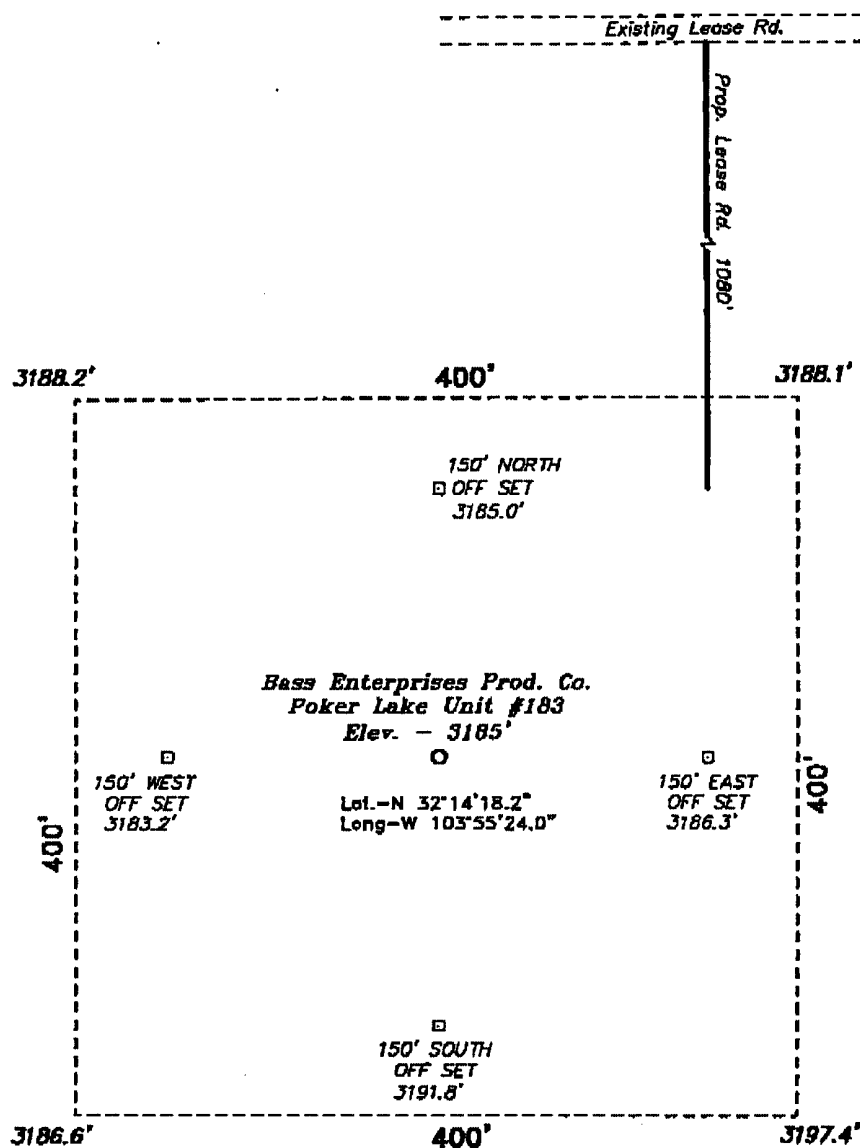 Existing Lease Rd.
Prop. Lease Rd. 1080'
3188.2'
400'
3188.1'
150' NORTH
OFF SET
3185.0'
Bass Enterprises Prod. Co.
Poker Lake Unit #183
Elev. - 3185'
150' WEST
OFF SET
3183.2'
Lat.-N 32°14'18.2"
Long-W 103°55'24.0"
150' EAST
OFF SET
3186.3'
400'
400'
150' SOUTH
OFF SET
3191.8'
3186.6'
400'
3197.4'